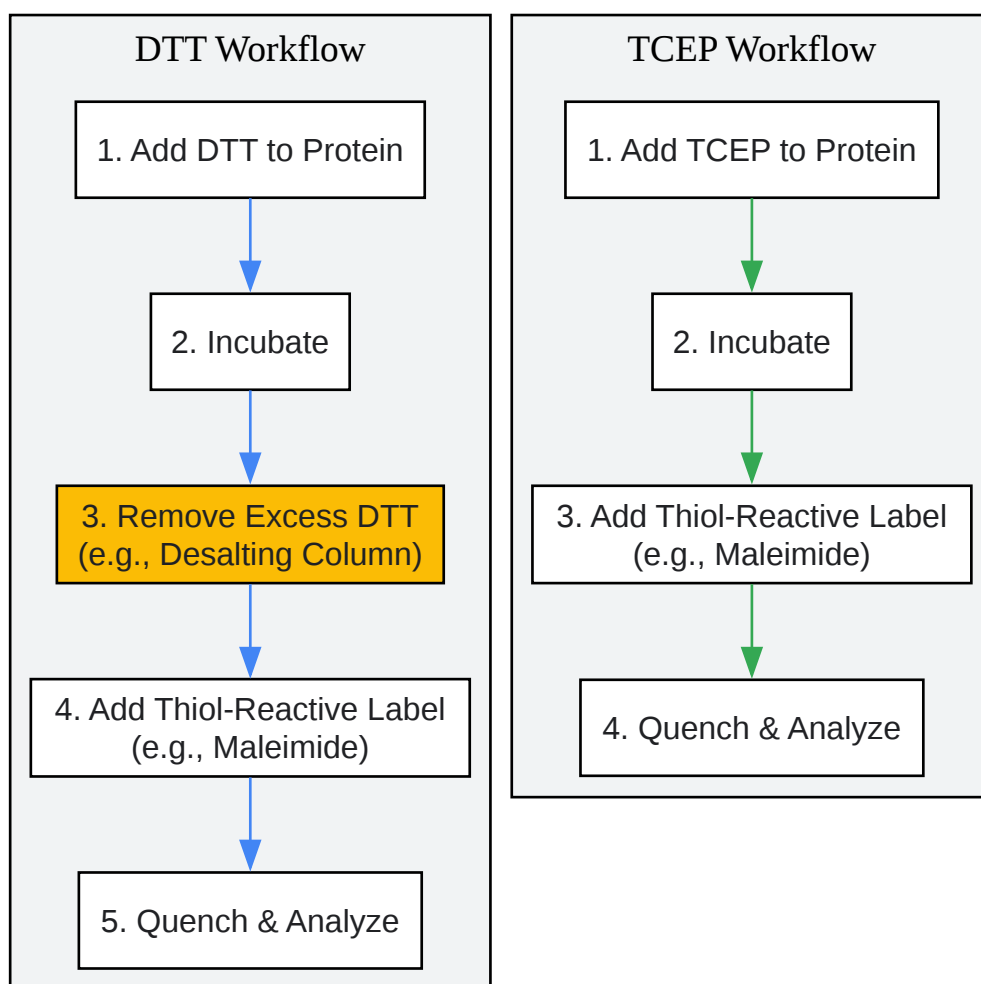 DTT Workflow
1. Add DTT to Protein
2. Incubate
3. Remove Excess DTT
(e.g., Desalting Column)
4. Add Thiol-Reactive Label
(e.g., Maleimide)
5. Quench & Analyze
TCEP Workflow
1. Add TCEP to Protein
2. Incubate
3. Add Thiol-Reactive Label
(e.g., Maleimide)
4. Quench & Analyze